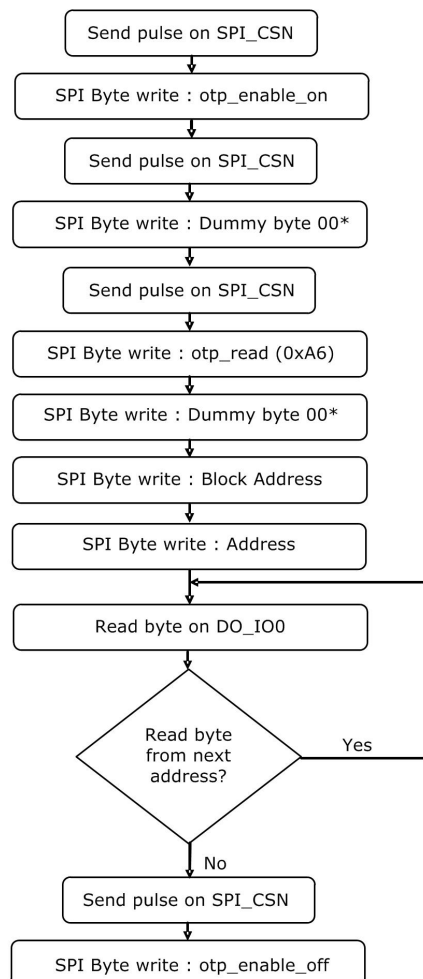 Send pulse on SPI_CSN
SPI Byte write : otp_enable_on
Send pulse on SPI_CSN
SPI Byte write : Dummy byte 00*
Send pulse on SPI_CSN
SPI Byte write : otp_read (0xA6)
SPI Byte write : Dummy byte 00*
SPI Byte write : Block Address
SPI Byte write : Address
Read byte on DO_IO0
Read byte
from next
address?
Yes
No
Send pulse on SPI_CSN
SPI Byte write : otp_enable_off